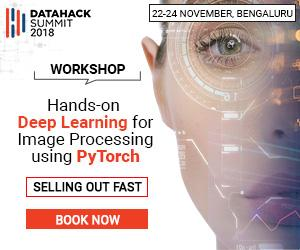 DATAHACK
SUMMIT
2018
22-24 NOVEMBER, BENGALURU
WORKSHOP
Hands-on
Deep Learning for
Image Processing
using PyTorch
SELLING OUT FAST
BOOK NOW